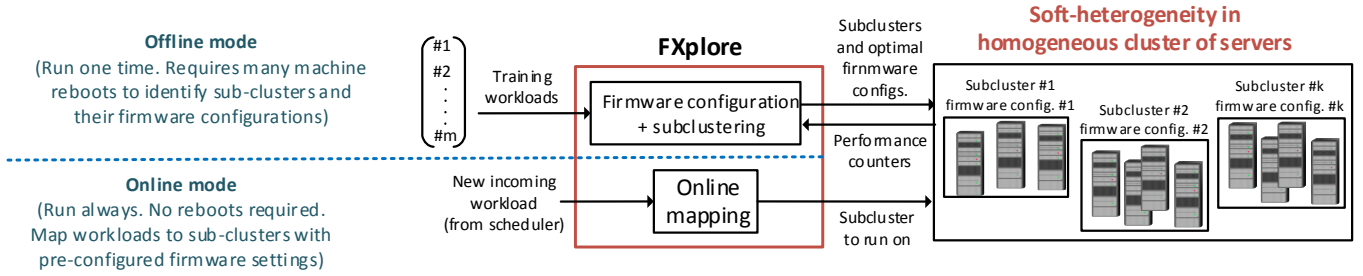 Offline mode
(Run one time. Requires many machine
reboots to identify sub-clusters and
their firmware configurations)
#1
#2
.
.
.
.
#m
Training
workloads
FXplore
Firmware configuration
+ subclustering
Subclusters
and optimal
firnmware
configs.
Performance
counters
Soft-heterogeneity in
homogeneous cluster of servers
Subcluster #1
firmware config. #1
Subcluster #2
firmware config. #2
Subcluster #k
firmware config. #k
Online mode
(Run always. No reboots required.
Map workloads to sub-clusters with
pre-configured firmware settings)
New incoming
workload
(from scheduler)
Online
mapping
Subcluster
to run on